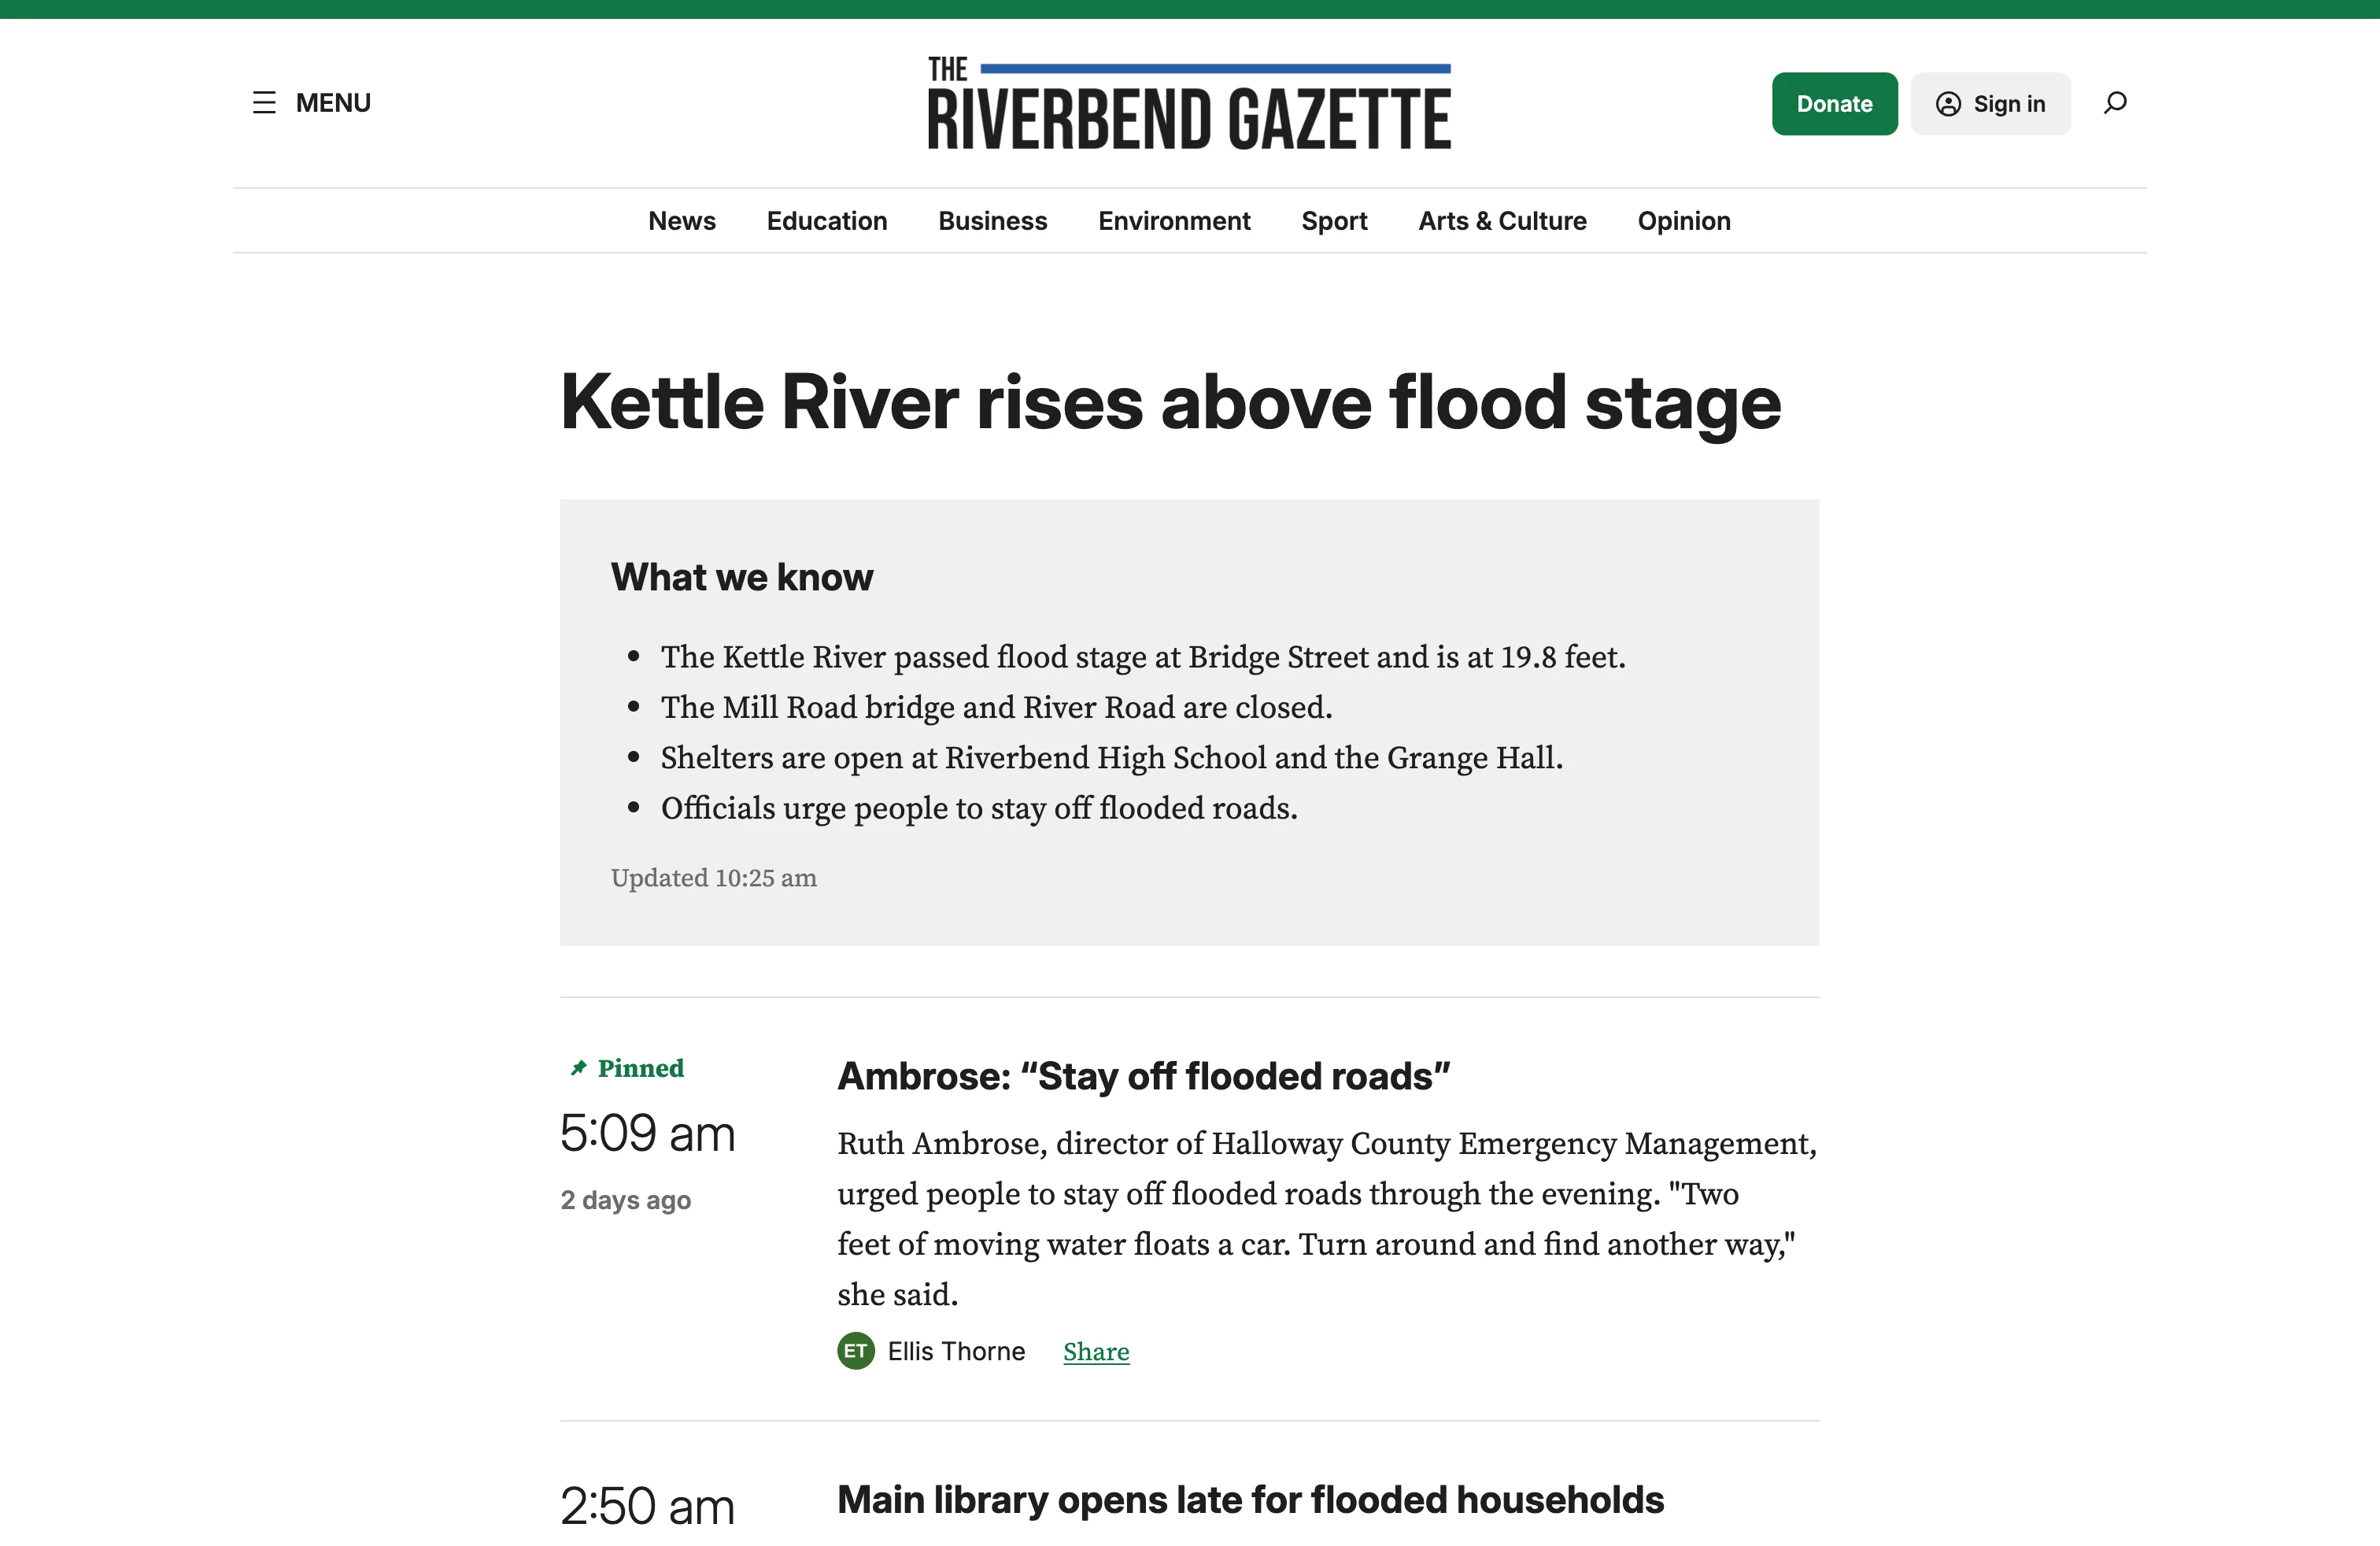 MENU
THE
RIVERBEND GAZETTE
Donate
Sign in
News Education Business Environment Sport Arts & Culture Opinion
Kettle River rises above flood stage
What we know
The Kettle River passed flood stage at Bridge Street and is at 19.8 feet.
The Mill Road bridge and River Road are closed.
Shelters are open at Riverbend High School and the Grange Hall.
Officials urge people to stay off flooded roads.
Updated 10:25 am
Pinned
5:09 am
2 days ago
Ambrose: “Stay off flooded roads”
Ruth Ambrose, director of Halloway County Emergency Management,
urged people to stay off flooded roads through the evening. "Two
feet of moving water floats a car. Turn around and find another way,"
she said.
ET Ellis Thorne Share
2:50 am
Main library opens late for flooded households